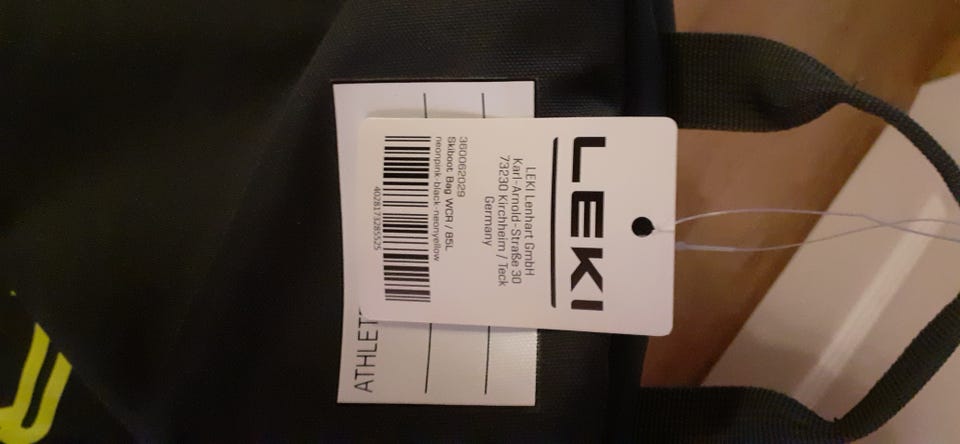 LEKI
LEKI Lenhart GmbH
Karl-Arnold-Straße 30
73230 Kirchheim / Teck
Germany
360062029
Skiboot Bag WCR / 85L
neonpink-black-neonyellow
4028173285525
ATHLET